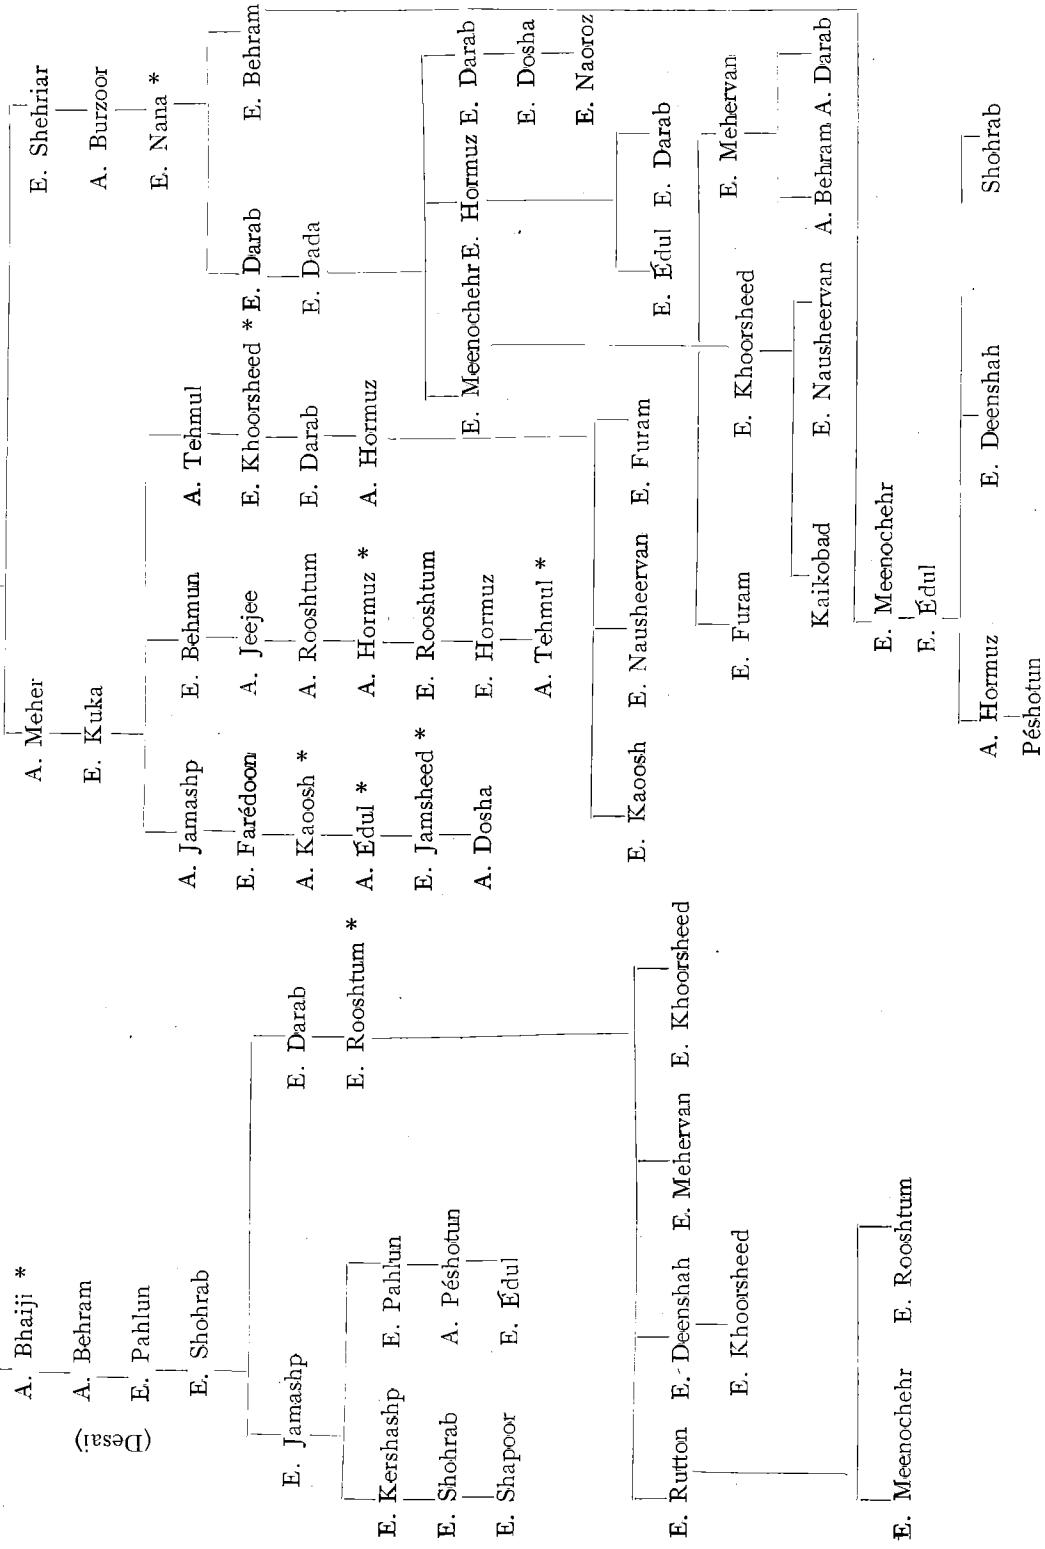 A. Bhaiji * A. Meher E. Shehriar
A. Behram E. Kuka A. Burzoor
(Desai)
E. Pahlun E. Nana *
E. Shohrab A. Jamashp E. Behmun A. Tehmul
E. Farédoon A. Jeejee E. Khoorsheed * E. Darab E. Behram
E. Jamashp E. Darab A. Kaoosh * A. Rooshtum E. Darab E. Dada
E. Rooshtum * A. Édul * A. Hormuz * A. Hormuz
E. Kershashp E. Pahlun
E. Jamsheed * E. Rooshtum
E. Shohrab A. Péshotun
A. Dosha E. Hormuz E. Meenochehr E. Hormuz E. Darab
E. Shapoor E. Édul
A. Tehmul * E. Dosha
E. Naoroz
E. Kaoosh E. Nausheervan E. Furam
E. Édul E. Darab
E. Rutton E. Deenshah E. Mehervan E. Khoorsheed
E. Khoorsheed E. Furam E. Khoorsheed E. Mehervan
Kaikobad E. Nausheervan A. Behram A. Darab
E. Meenochehr
E. Meenochehr E. Rooshtum
E. Édul
A. Hormuz E. Deenshah Shohrab
Péshotun